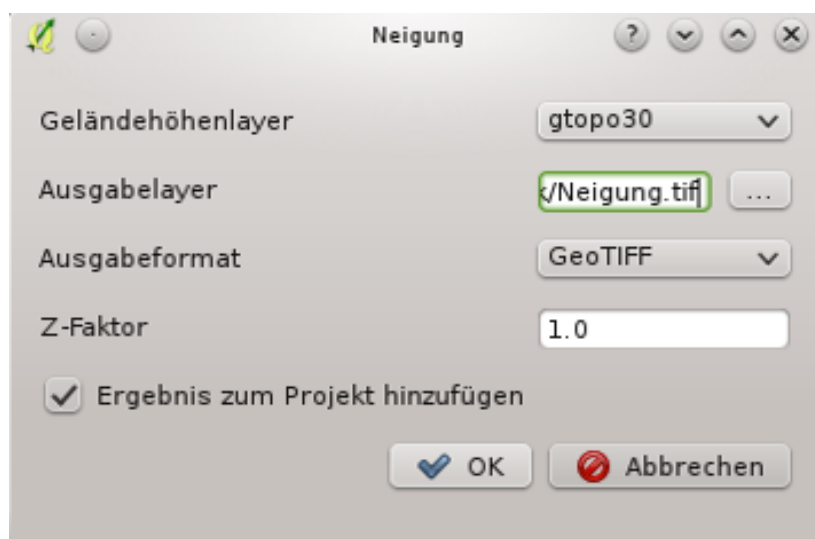 Neigung
Geländehöhenlayer gtopo30
Ausgabelayer /Neigung.tif ...
Ausgabeformat GeoTIFF
Z-Faktor 1.0
Ergebnis zum Projekt hinzufügen
OK Abbrechen